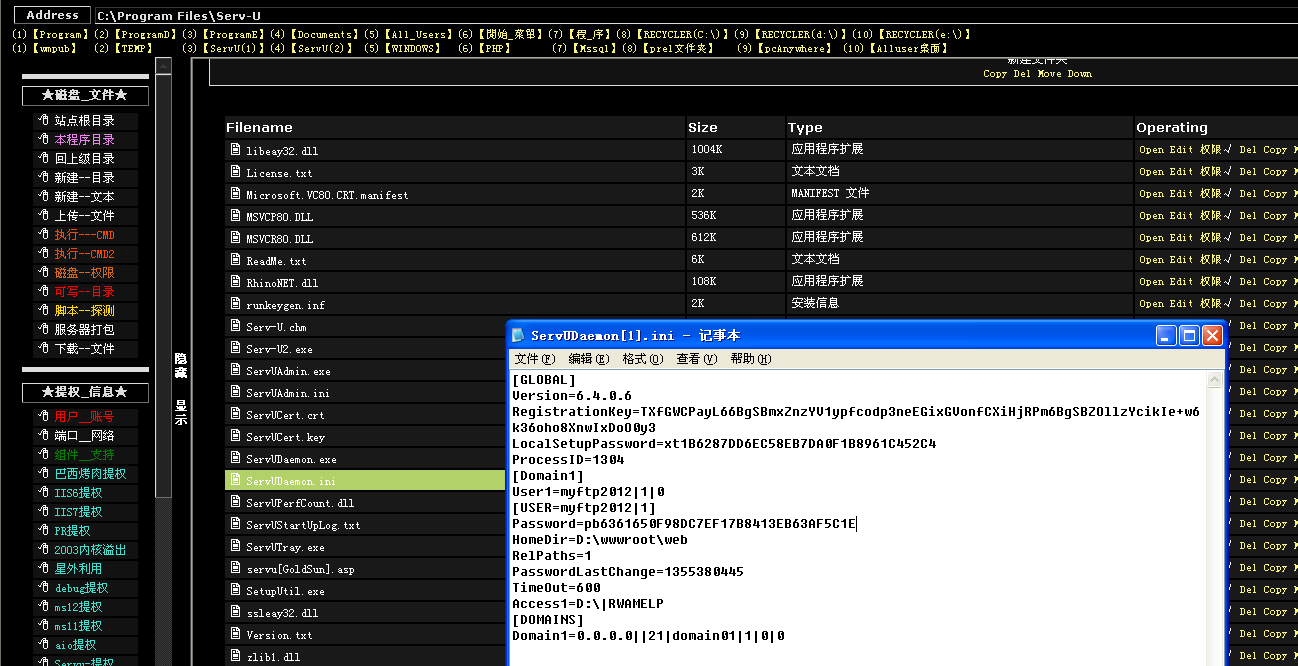 Address C:\Program Files\Serv-U
(1)【Program】(2)【ProgramD】(3)【ProgramE】(4)【Documents】(5)【All_Users】(6)【開始_菜單】(7)【程_序】(8)【RECYCLER(C:\)】(9)【RECYCLER(d:\)】(10)【RECYCLER(e:\)】
(1)【wmpub】 (2)【TEMP】 (3)【ServU(1)】(4)【ServU(2)】(5)【WINDOWS】 (6)【PHP】 (7)【Mssql】(8)【prel文件夹】 (9)【pcAnywhere】 (10)【Alluser桌面】
新建文件夹
Copy Del Move Down
★磁盘_文件★
站点根目录
本程序目录
回上级目录
新建--目录
新建--文本
上传--文件
执行---CMD
执行--CMD2
磁盘--权限
可写--目录
脚本--探测
服务器打包
下载--文件
★提权_信息★
用户__账号
端口__网络
组件__支持
巴西烤肉提权
IIS6提权
IIS7提权
PR提权
2003内核溢出
星外利用
debug提权
ms12提权
ms11提权
aio提权
Servu-提权
隐藏
显示
Filename Size Type Operating
libeay32.dll 1004K 应用程序扩展 Open Edit 权限√ Del Copy
License.txt 3K 文本文档 Open Edit 权限√ Del Copy
Microsoft.VC80.CRT.manifest 2K MANIFEST 文件 Open Edit 权限√ Del Copy
MSVCP80.DLL 536K 应用程序扩展 Open Edit 权限√ Del Copy
MSVCR80.DLL 612K 应用程序扩展 Open Edit 权限√ Del Copy
ReadMe.txt 6K 文本文档 Open Edit 权限√ Del Copy
RhinoNET.dll 108K 应用程序扩展 Open Edit 权限√ Del Copy
runkeygen.inf 2K 安装信息 Open Edit 权限√ Del Copy
Serv-U.chm Del Copy
Serv-U2.exe Del Copy
ServUAdmin.exe Del Copy
ServUAdmin.ini Del Copy
ServUCert.crt Del Copy
ServUCert.key Del Copy
ServUDaemon.exe Del Copy
ServUDaemon.ini Del Copy
ServUPerfCount.dll Del Copy
ServUStartUpLog.txt Del Copy
ServUTray.exe Del Copy
servu[GoldSun].asp Del Copy
SetupUtil.exe Del Copy
ssleay32.dll Del Copy
Version.txt Del Copy
zlib1.dll Del Copy
ServUDaemon[1].ini - 记事本
文件(F) 编辑(E) 格式(O) 查看(V) 帮助(H)
[GLOBAL]
Version=6.4.0.6
RegistrationKey=TXfGWCPayL66BgSBmxZnzYV1ypfcodp3neEGixGVonfCXiHjRPm6BgSBZOllzYcikIe+w6
k36oho8XnwIxDoO0y3
LocalSetupPassword=xt1B6287DD6EC58EB7DA0F1B8961C452C4
ProcessID=1304
[Domain1]
User1=myftp2012|1|0
[USER=myftp2012|1]
Password=pb6361650F98DC7EF17B8413EB63AF5C1E
HomeDir=D:\wwwroot\web
RelPaths=1
PasswordLastChange=1355380445
TimeOut=600
Access1=D:\|RWAMELP
[DOMAINS]
Domain1=0.0.0.0||21|domain01|1|0|0